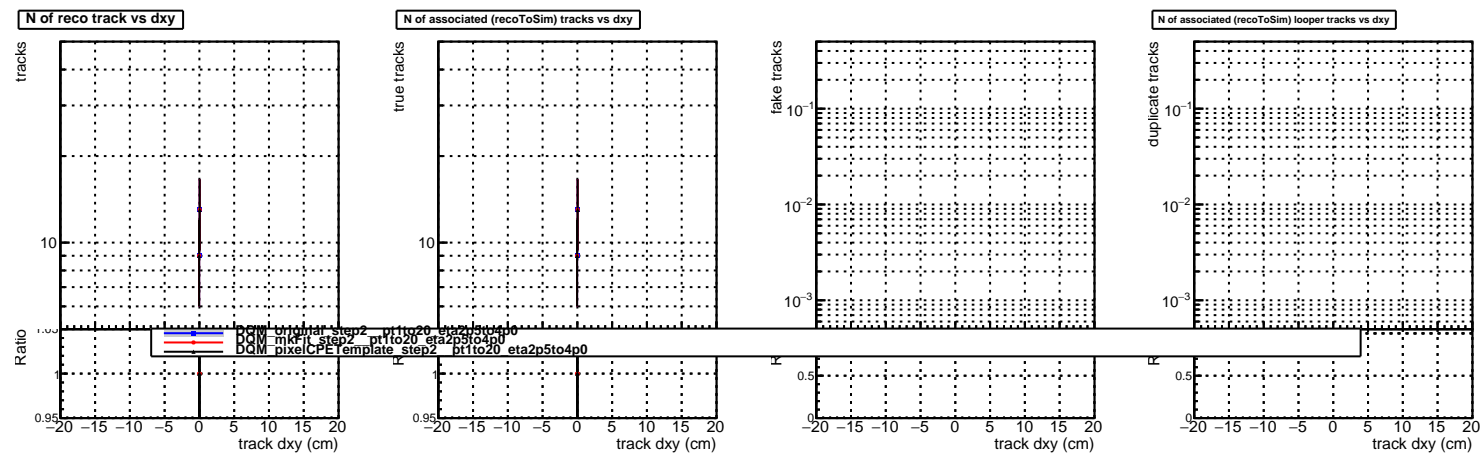 N of reco track vs dxy
N of associated (recoToSim) tracks vs dxy
N of associated (recoToSim) looper tracks vs dxy
tracks
10
true tracks
10
fake tracks
10⁻¹
10⁻²
10⁻³
duplicate tracks
10⁻¹
10⁻²
10⁻³
DQM_original_step2__pt1to20_eta2p5to4p0
DQM_mkFit_step2__pt1to20_eta2p5to4p0
DQM_pixelCPETemplate_step2__pt1to20_eta2p5to4p0
Ratio
1.05
1
0.95
−20 −15 −10 −5 0 5 10 15 20
track dxy (cm)
1
0.95
−20 −15 −10 −5 0 5 10 15 20
track dxy (cm)
0.5
0
−20 −15 −10 −5 0 5 10 15 20
track dxy (cm)
0.5
0
−20 −15 −10 −5 0 5 10 15 20
track dxy (cm)